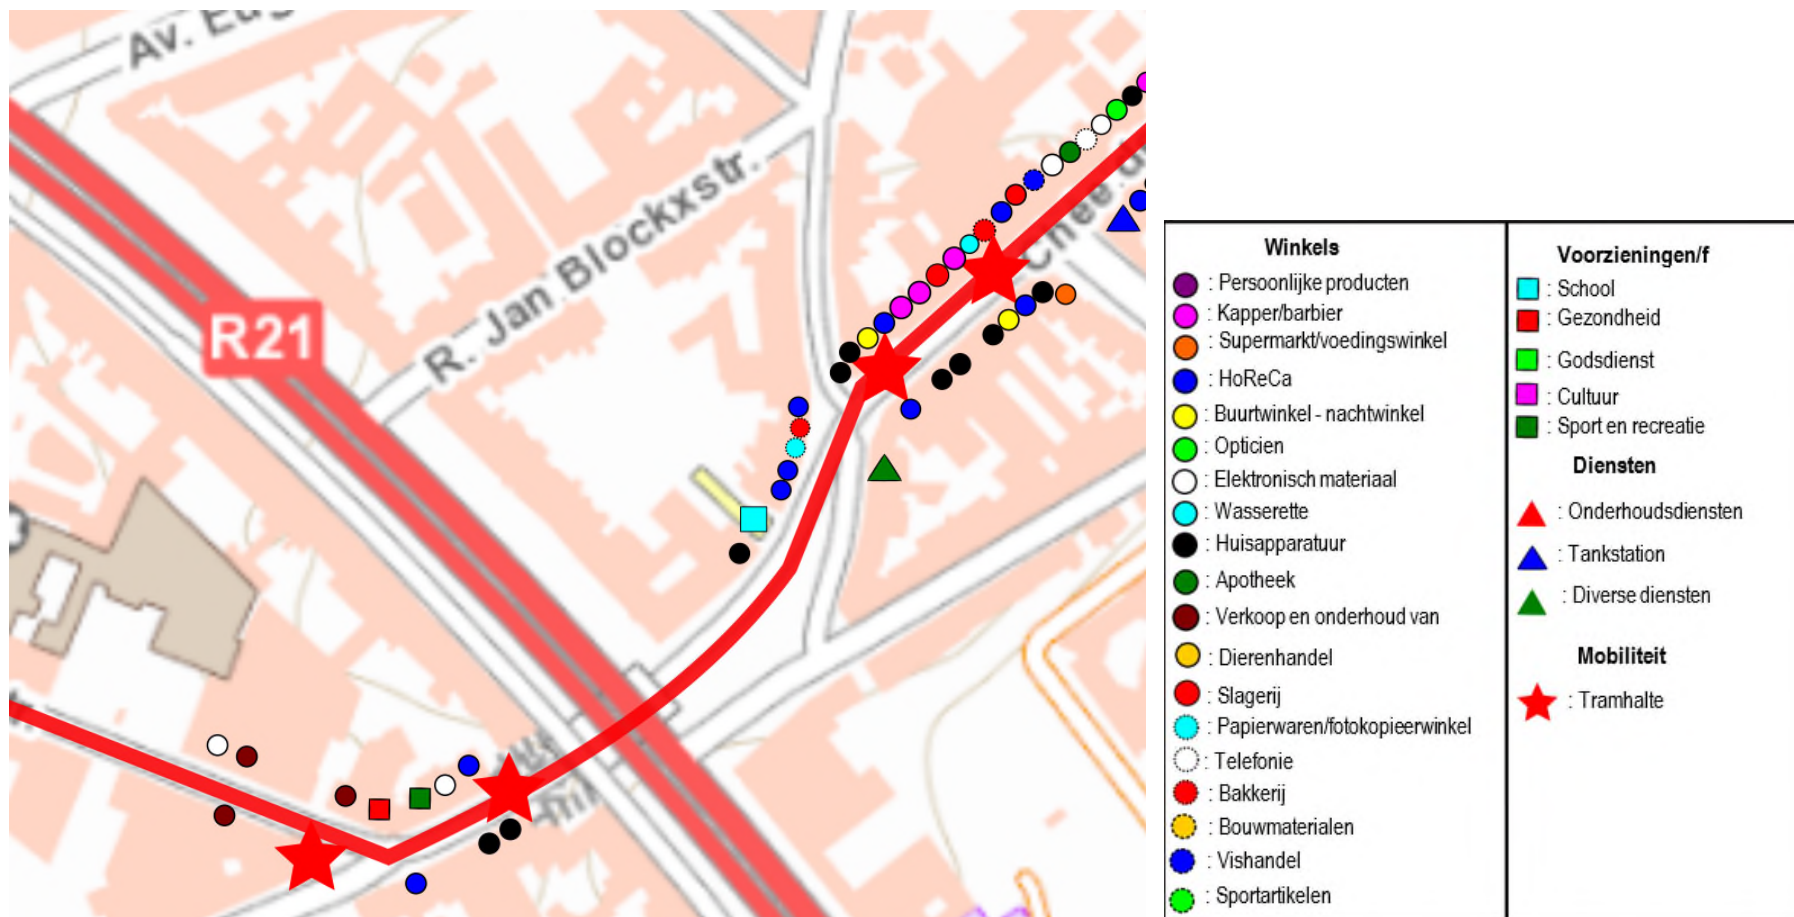 Av. Eug
R. Jan Blockxstr.
R21
Winkels
: Persoonlijke producten
: Kapper/barbier
: Supermarkt/voedingswinkel
: HoReCa
: Buurtwinkel - nachtwinkel
: Opticien
: Elektronisch materiaal
: Wasserette
: Huisapparatuur
: Apotheek
: Verkoop en onderhoud van
: Dierenhandel
: Slagerij
: Papierwaren/fotokopieerwinkel
: Telefonie
: Bakkerij
: Bouwmaterialen
: Vishandel
: Sportartikelen
Voorzieningen/f
: School
: Gezondheid
: Godsdienst
: Cultuur
: Sport en recreatie
Diensten
: Onderhoudsdiensten
: Tankstation
: Diverse diensten
Mobiliteit
: Tramhalte